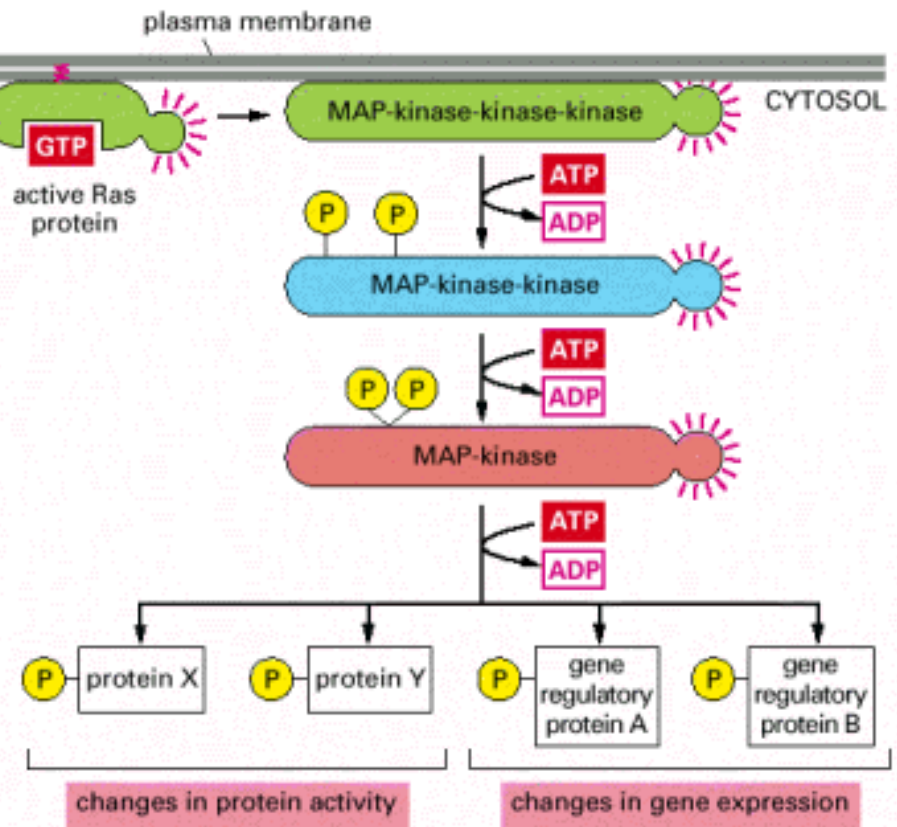 plasma membrane
CYTOSOL
MAP-kinase-kinase-kinase
GTP
active Ras
protein
ATP
ADP
P
P
MAP-kinase-kinase
ATP
ADP
P
P
MAP-kinase
ATP
ADP
P
protein X
P
protein Y
P
gene
regulatory
protein A
P
gene
regulatory
protein B
changes in protein activity
changes in gene expression